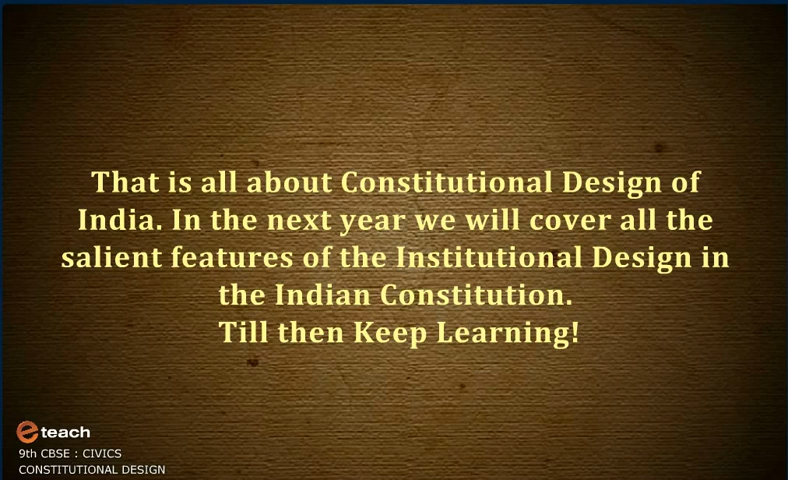 That is all about Constitutional Design of
India. In the next year we will cover all the
salient features of the Institutional Design in
the Indian Constitution.
Till then Keep Learning!
e teach
9th CBSE : CIVICS
CONSTITUTIONAL DESIGN